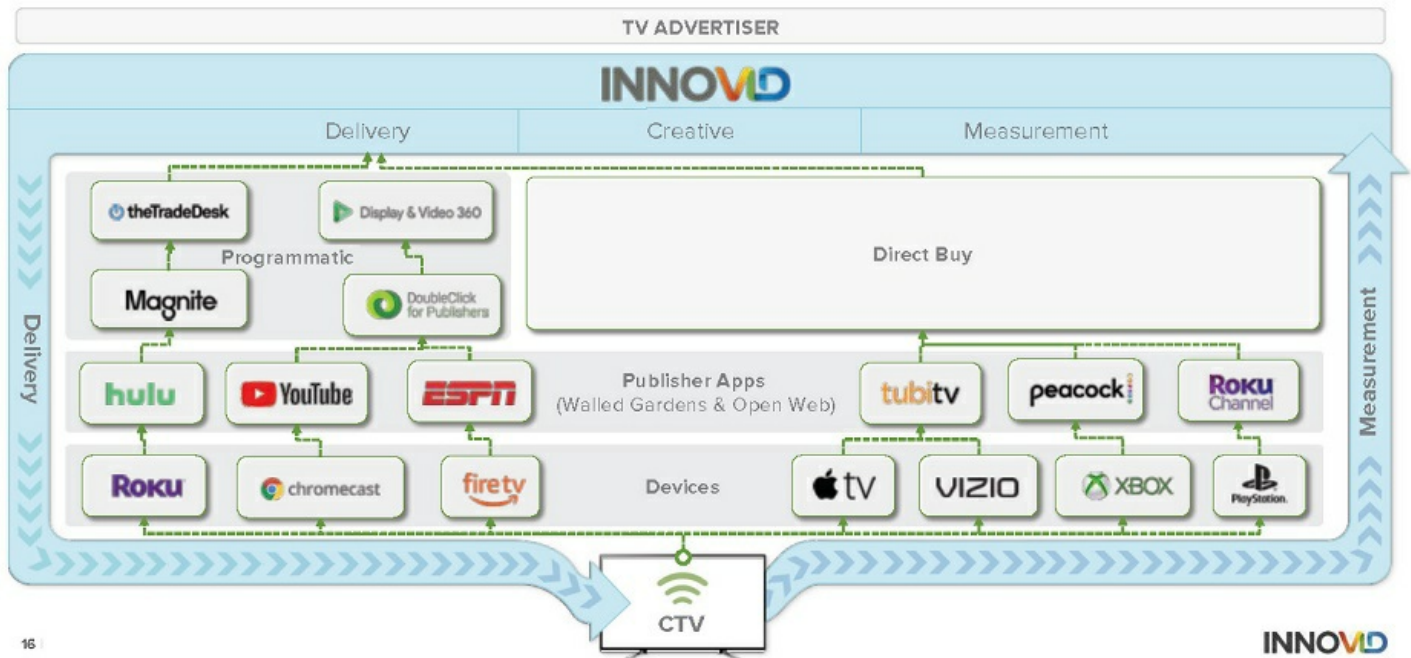 TV ADVERTISER
INNOVID
Delivery
Creative
Measurement
theTradeDesk
Display & Video 360
Programmatic
Magnite
DoubleClick
for Publishers
Direct Buy
Delivery
Measurement
hulu
YouTube
ESPN
Publisher Apps
(Walled Gardens & Open Web)
tubitv
peacock
ROKU
Channel
ROKU
chromecast
firetv
Devices
tv
VIZIO
XBOX
PlayStation.
CTV
16
INNOVID